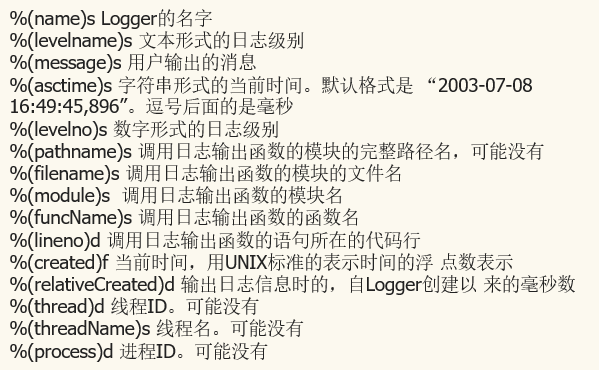 %(name)s Logger的名字
%(levelname)s 文本形式的日志级别
%(message)s 用户输出的消息
%(asctime)s 字符串形式的当前时间。默认格式是 “2003-07-08
16:49:45,896”。逗号后面的是毫秒
%(levelno)s 数字形式的日志级别
%(pathname)s 调用日志输出函数的模块的完整路径名，可能没有
%(filename)s 调用日志输出函数的模块的文件名
%(module)s  调用日志输出函数的模块名
%(funcName)s 调用日志输出函数的函数名
%(lineno)d 调用日志输出函数的语句所在的代码行
%(created)f 当前时间，用UNIX标准的表示时间的浮 点数表示
%(relativeCreated)d 输出日志信息时的，自Logger创建以 来的毫秒数
%(thread)d 线程ID。可能没有
%(threadName)s 线程名。可能没有
%(process)d 进程ID。可能没有